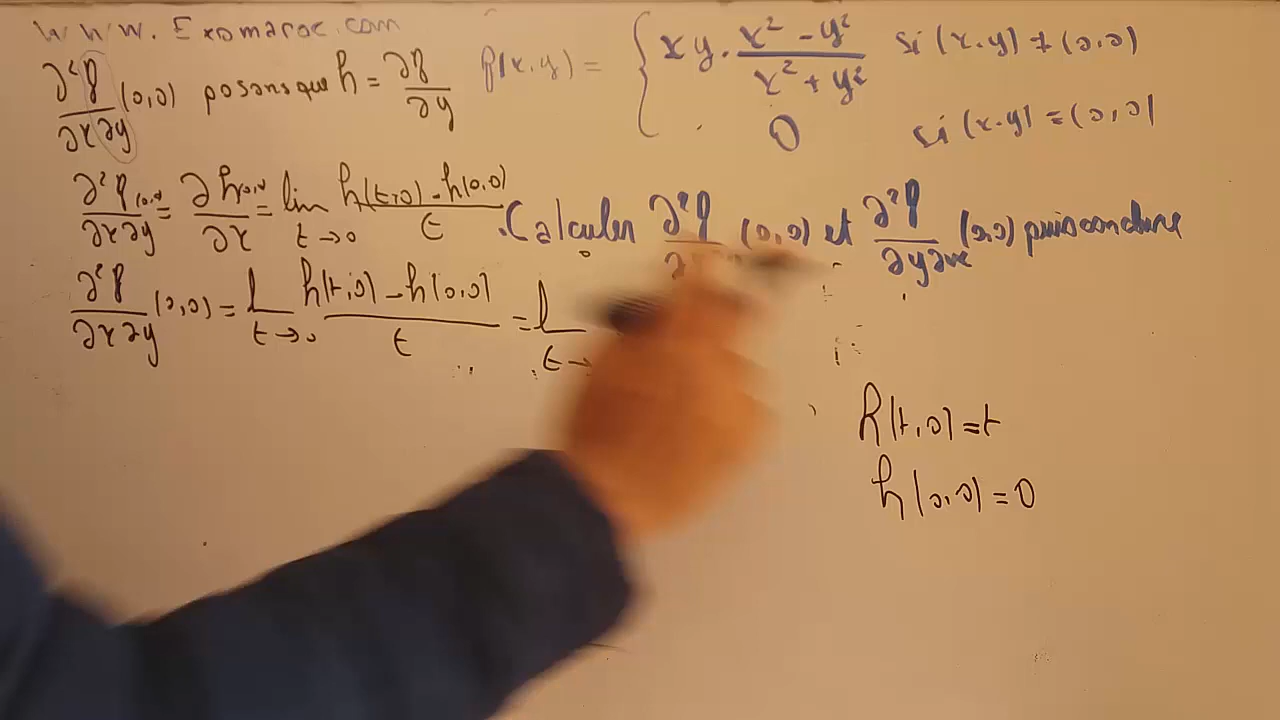 www.Exomaroc.com
∂²f/∂x∂y (0,0) posons que h = ∂f/∂y
f(x,y) = { xy · (x² - y²)/(x² + y²) si (x,y) ≠ (0,0)
0 si (x,y) = (0,0)
∂²f/∂x∂y (0,0) = ∂h/∂x (0,0) = lim t→0 (h(t,0) - h(0,0))/t
. Calculer ∂²f (0,0) et ∂²f/∂y∂x (0,0) puis conclure
∂²f/∂x∂y (0,0) = l t→0 (h(t,0) - h(0,0))/t = l t→
h(t,0) = t
h(0,0) = 0